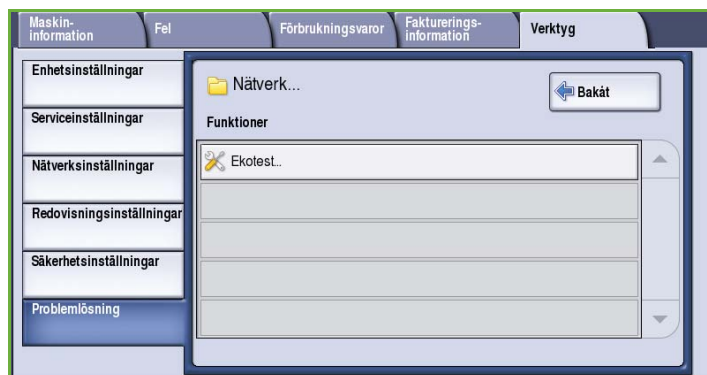 Maskin-
information
Fel
Förbrukningsvaror
Fakturerings-
information
Verktyg
Enhetsinställningar
Serviceinställningar
Nätverksinställningar
Redovisningsinställningar
Säkerhetsinställningar
Problemlösning
Nätverk...
Bakåt
Funktioner
Ekotest...